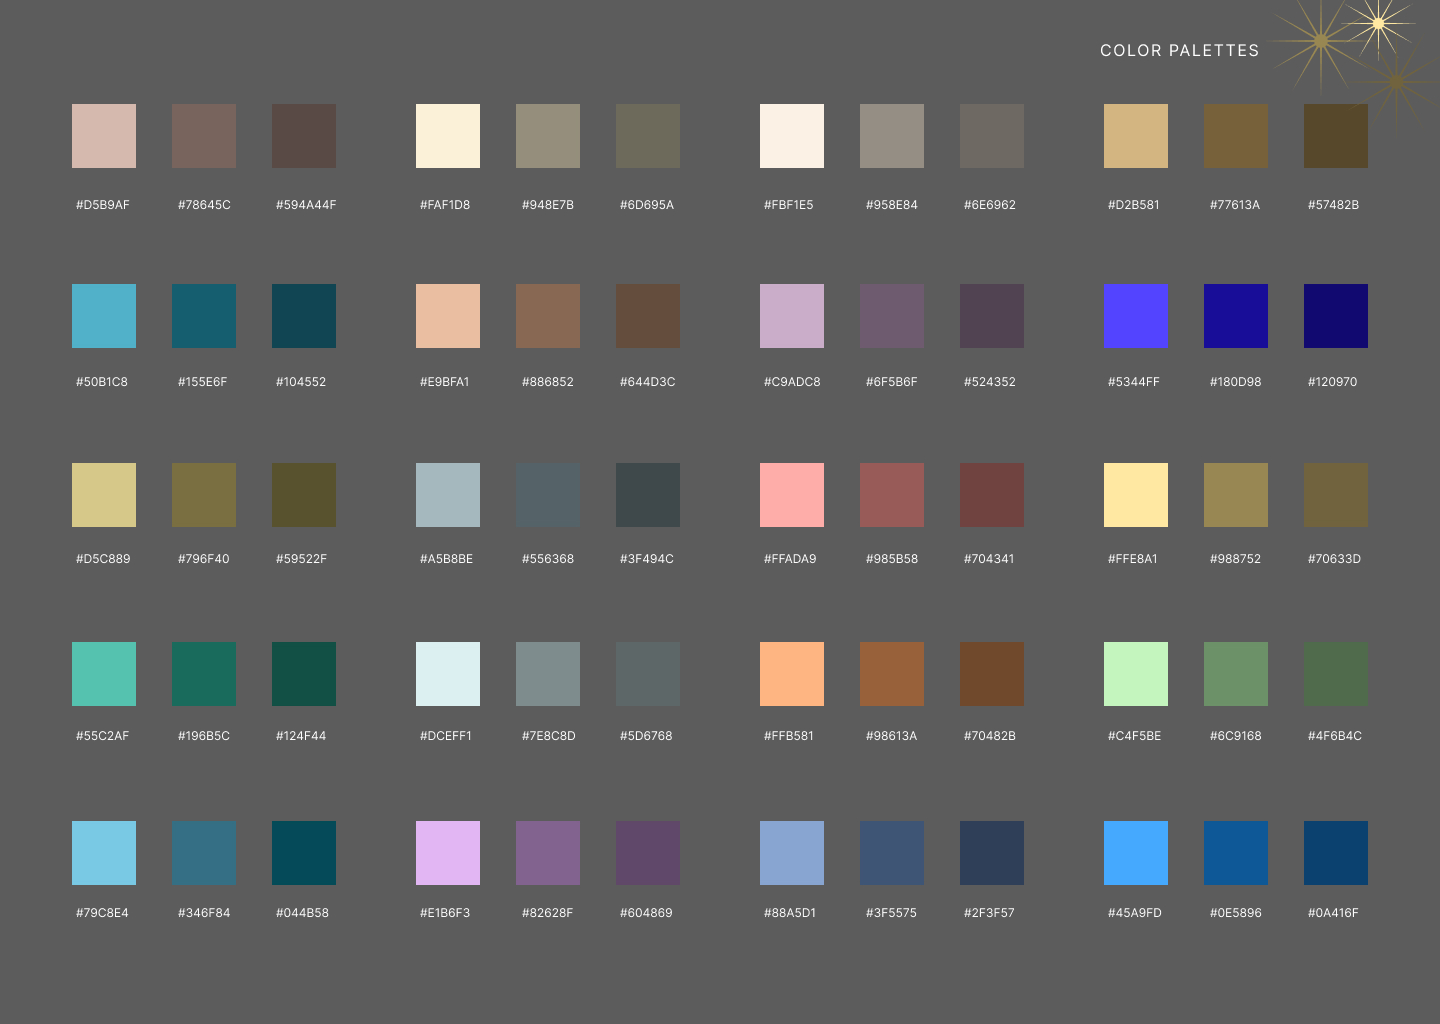 COLOR PALETTES
#D5B9AF #78645C #594A44F #FAF1D8 #948E7B #6D695A #FBF1E5 #958E84 #6E6962 #D2B581 #77613A #57482B
#50B1C8 #155E6F #104552 #E9BFA1 #886852 #644D3C #C9ADC8 #6F5B6F #524352 #5344FF #180D98 #120970
#D5C889 #796F40 #59522F #A5B8BE #556368 #3F494C #FFADA9 #985B58 #704341 #FFE8A1 #988752 #70633D
#55C2AF #196B5C #124F44 #DCEFF1 #7E8C8D #5D6768 #FFB581 #98613A #70482B #C4F5BE #6C9168 #4F6B4C
#79C8E4 #346F84 #044B58 #E1B6F3 #82628F #604869 #88A5D1 #3F5575 #2F3F57 #45A9FD #0E5896 #0A416F